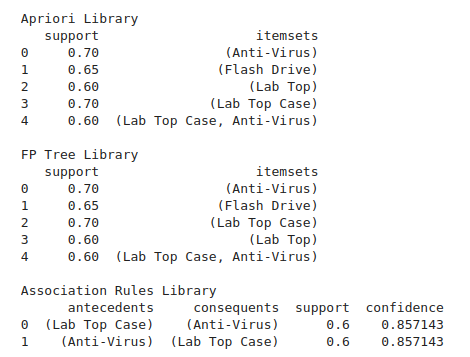 Apriori Library
support itemsets
0 0.70 (Anti-Virus)
1 0.65 (Flash Drive)
2 0.60 (Lab Top)
3 0.70 (Lab Top Case)
4 0.60 (Lab Top Case, Anti-Virus)
FP Tree Library
support itemsets
0 0.70 (Anti-Virus)
1 0.65 (Flash Drive)
2 0.70 (Lab Top Case)
3 0.60 (Lab Top)
4 0.60 (Lab Top Case, Anti-Virus)
Association Rules Library
antecedents consequents support confidence
0 (Lab Top Case) (Anti-Virus) 0.6 0.857143
1 (Anti-Virus) (Lab Top Case) 0.6 0.857143